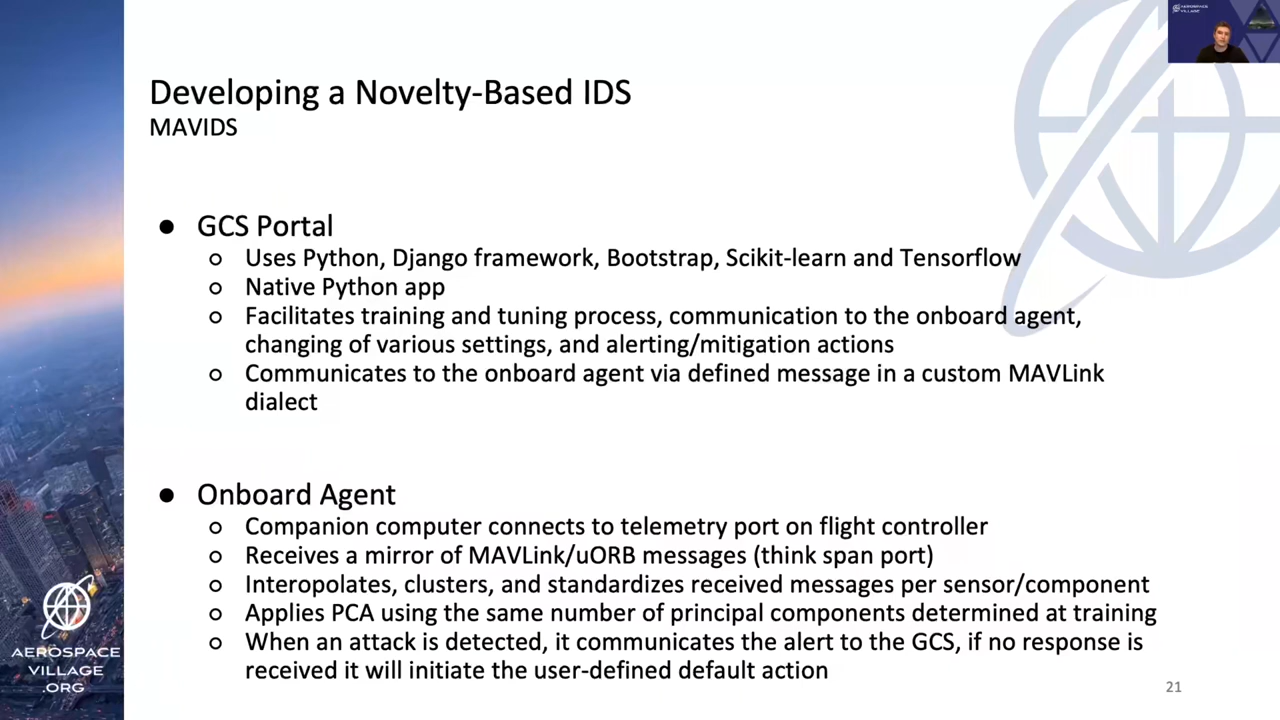 AEROSPACE
VILLAGE
Developing a Novelty-Based IDS
MAVIDS
● GCS Portal
○ Uses Python, Django framework, Bootstrap, Scikit-learn and Tensorflow
○ Native Python app
○ Facilitates training and tuning process, communication to the onboard agent,
changing of various settings, and alerting/mitigation actions
○ Communicates to the onboard agent via defined message in a custom MAVLink
dialect
● Onboard Agent
○ Companion computer connects to telemetry port on flight controller
○ Receives a mirror of MAVLink/uORB messages (think span port)
○ Interopolates, clusters, and standardizes received messages per sensor/component
○ Applies PCA using the same number of principal components determined at training
○ When an attack is detected, it communicates the alert to the GCS, if no response is
received it will initiate the user-defined default action
AEROSPACE
VILLAGE
.ORG
21